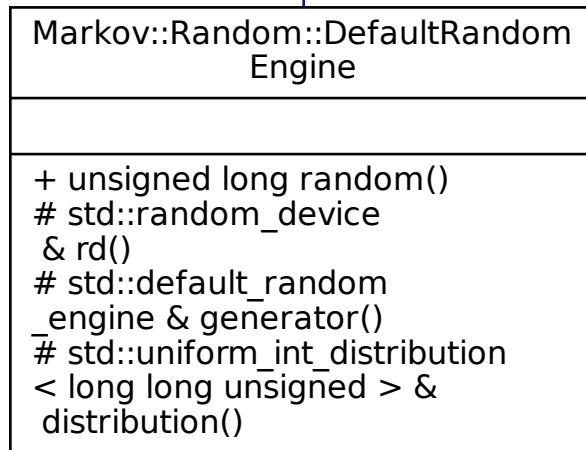 Markov::Random::DefaultRandom
Engine
+ unsigned long random()
# std::random_device
& rd()
# std::default_random
_engine & generator()
# std::uniform_int_distribution
< long long unsigned > &
distribution()